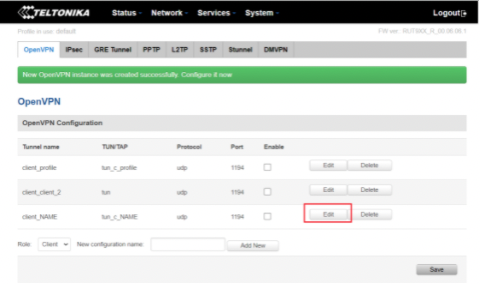 TELTONIKA Status Network Services System Logout
Profile in use: default FW ver.: RUT9XX_R_00.06.06.1
OpenVPN IPsec GRE Tunnel PPTP L2TP SSTP Stunnel DMVPN
New OpenVPN instance was created successfully. Configure it now
OpenVPN
OpenVPN Configuration
Tunnel name TUN/TAP Protocol Port Enable
client_profile tun_c_profile udp 1194 Edit Delete
client_client_2 tun udp 1194 Edit Delete
client_NAME tun_c_NAME udp 1194 Edit Delete
Role: Client New configuration name: Add New
Save